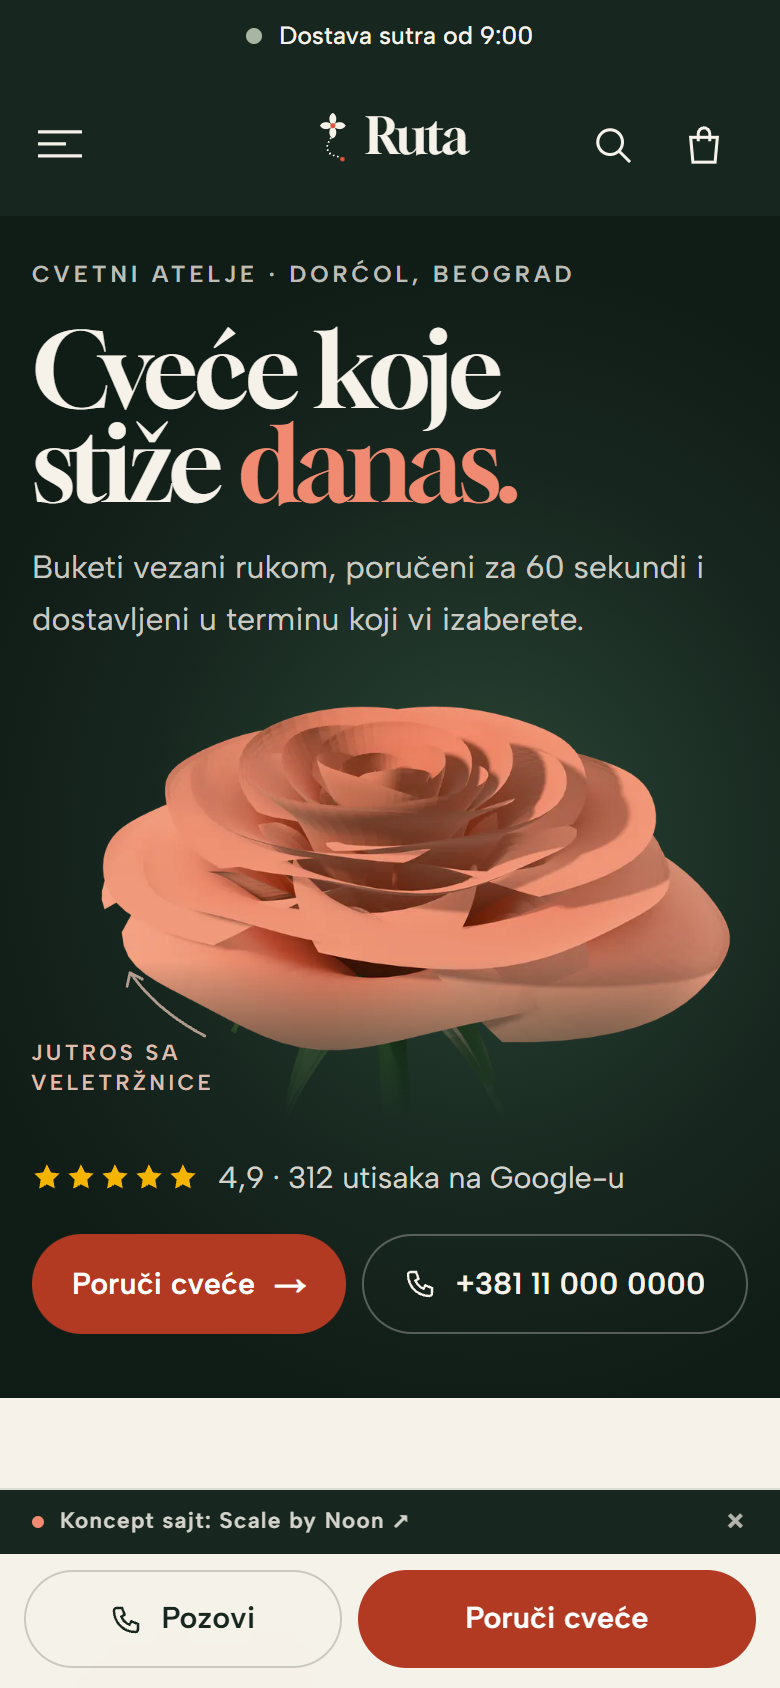 Dostava sutra od 9:00
Ruta
CVETNI ATELJE · DORĆOL, BEOGRAD
Cveće koje
stiže danas.
Buketi vezani rukom, poručeni za 60 sekundi i
dostavljeni u terminu koji vi izaberete.
JUTROS SA
VELETRŽNICE
4,9 · 312 utisaka na Google-u
Poruči cveće →
+381 11 000 0000
Koncept sajt: Scale by Noon ↗ ×
Pozovi
Poruči cveće